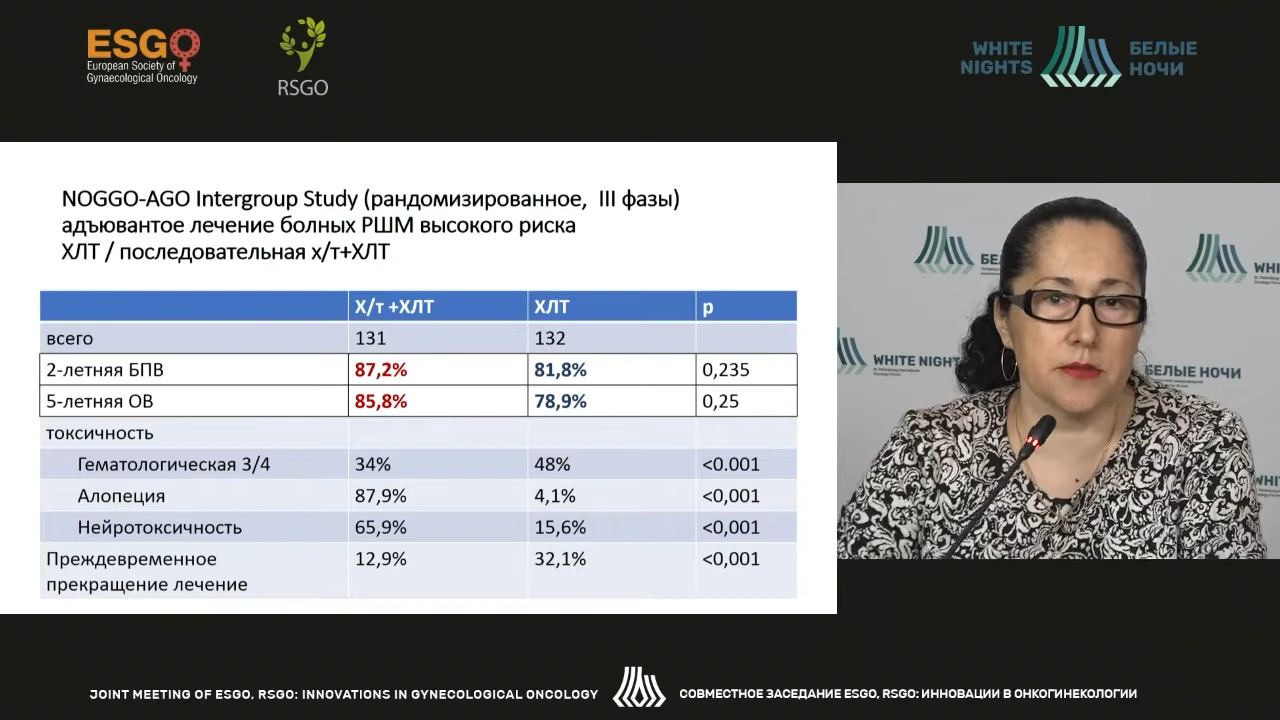 ESGO
European Society of
Gynaecological Oncology
RSGO
WHITE
NIGHTS
БЕЛЫЕ
НОЧИ
NOGGO-AGO Intergroup Study (рандомизированное, III фазы)
адъювантое лечение болных РШМ высокого риска
ХЛТ / последовательная х/т+ХЛТ
Х/т +ХЛТ ХЛТ p
всего 131 132
2-летняя БПВ 87,2% 81,8% 0,235
5-летняя ОВ 85,8% 78,9% 0,25
токсичность
Гематологическая 3/4 34% 48% <0.001
Алопеция 87,9% 4,1% <0,001
Нейротоксичность 65,9% 15,6% <0,001
Преждевременное 12,9% 32,1% <0,001
прекращение лечение
WHITE NIGHT
БЕЛЫЕ НОЧИ
JOINT MEETING OF ESGO, RSGO: INNOVATIONS IN GYNECOLOGICAL ONCOLOGY
СОВМЕСТНОЕ ЗАСЕДАНИЕ ESGO, RSGO: ИННОВАЦИИ В ОНКОГИНЕКОЛОГИИ